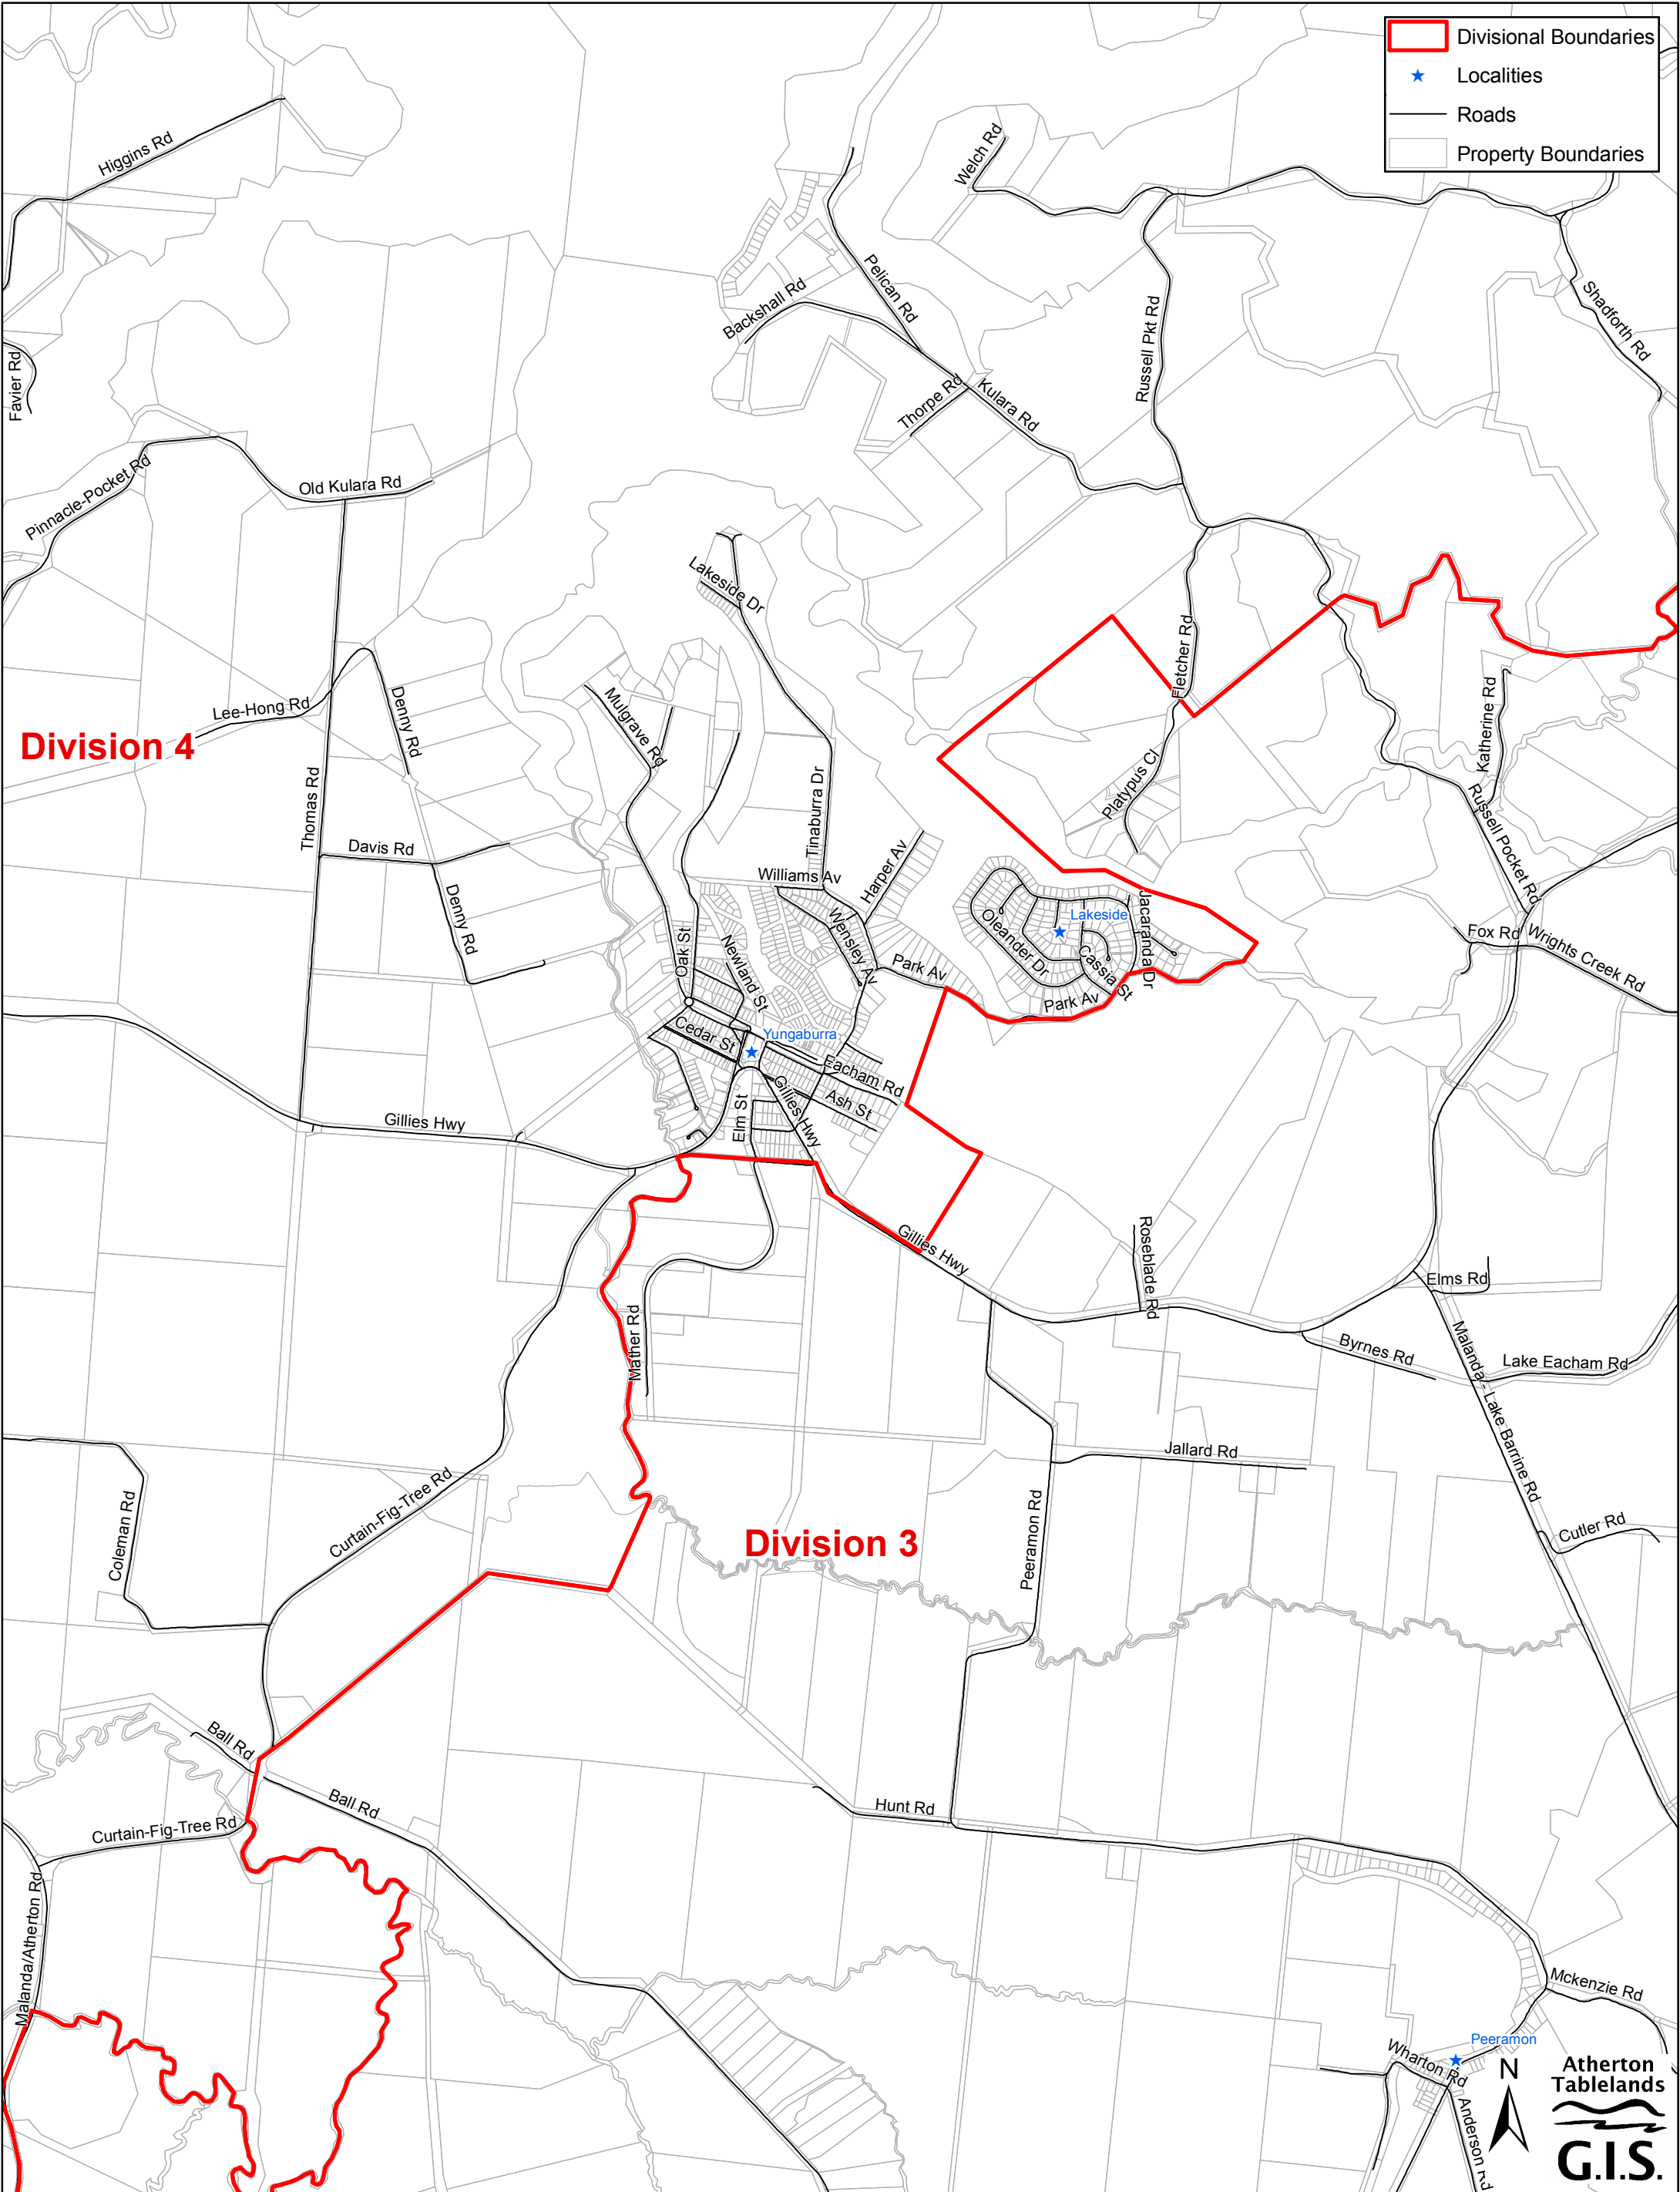 Divisional Boundaries
Localities
Roads
Property Boundaries
Higgins Rd
Welch Rd
Pelican Rd
Backshall Rd
Shadforth Rd
Russell Pkt Rd
Favier Rd
Thorpe Rd
Kulara Rd
Pinnacle-Pocket Rd
Old Kulara Rd
Lakeside Dr
Fletcher Rd
Katherine Rd
Lee-Hong Rd
Denny Rd
Mulgrave Rd
Division 4
Thomas Rd
Tinaburra Dr
Platypus Cl
Russell Pocket Rd
Davis Rd
Harper Av
Williams Av
Denny Rd
Wensley Av
Oleander Dr
Lakeside
Jacaranda Dr
Fox Rd
Wrights Creek Rd
Oak St
Newland St
Park Av
Cassia St
Park Av
Cedar St
Yungaburra
Eacham Rd
Gillies Hwy
Elm St
Gillies Hwy
Ash St
Gillies Hwy
Roseblade Rd
Elms Rd
Mather Rd
Byrnes Rd
Lake Eacham Rd
Malanda - Lake Barrine Rd
Jallard Rd
Curtain-Fig-Tree Rd
Coleman Rd
Peeramon Rd
Cutler Rd
Division 3
Ball Rd
Ball Rd
Hunt Rd
Curtain-Fig-Tree Rd
Malanda/Atherton Rd
Mckenzie Rd
Peeramon
Wharton Rd
Anderson Rd
N
Atherton
Tablelands
G.I.S.